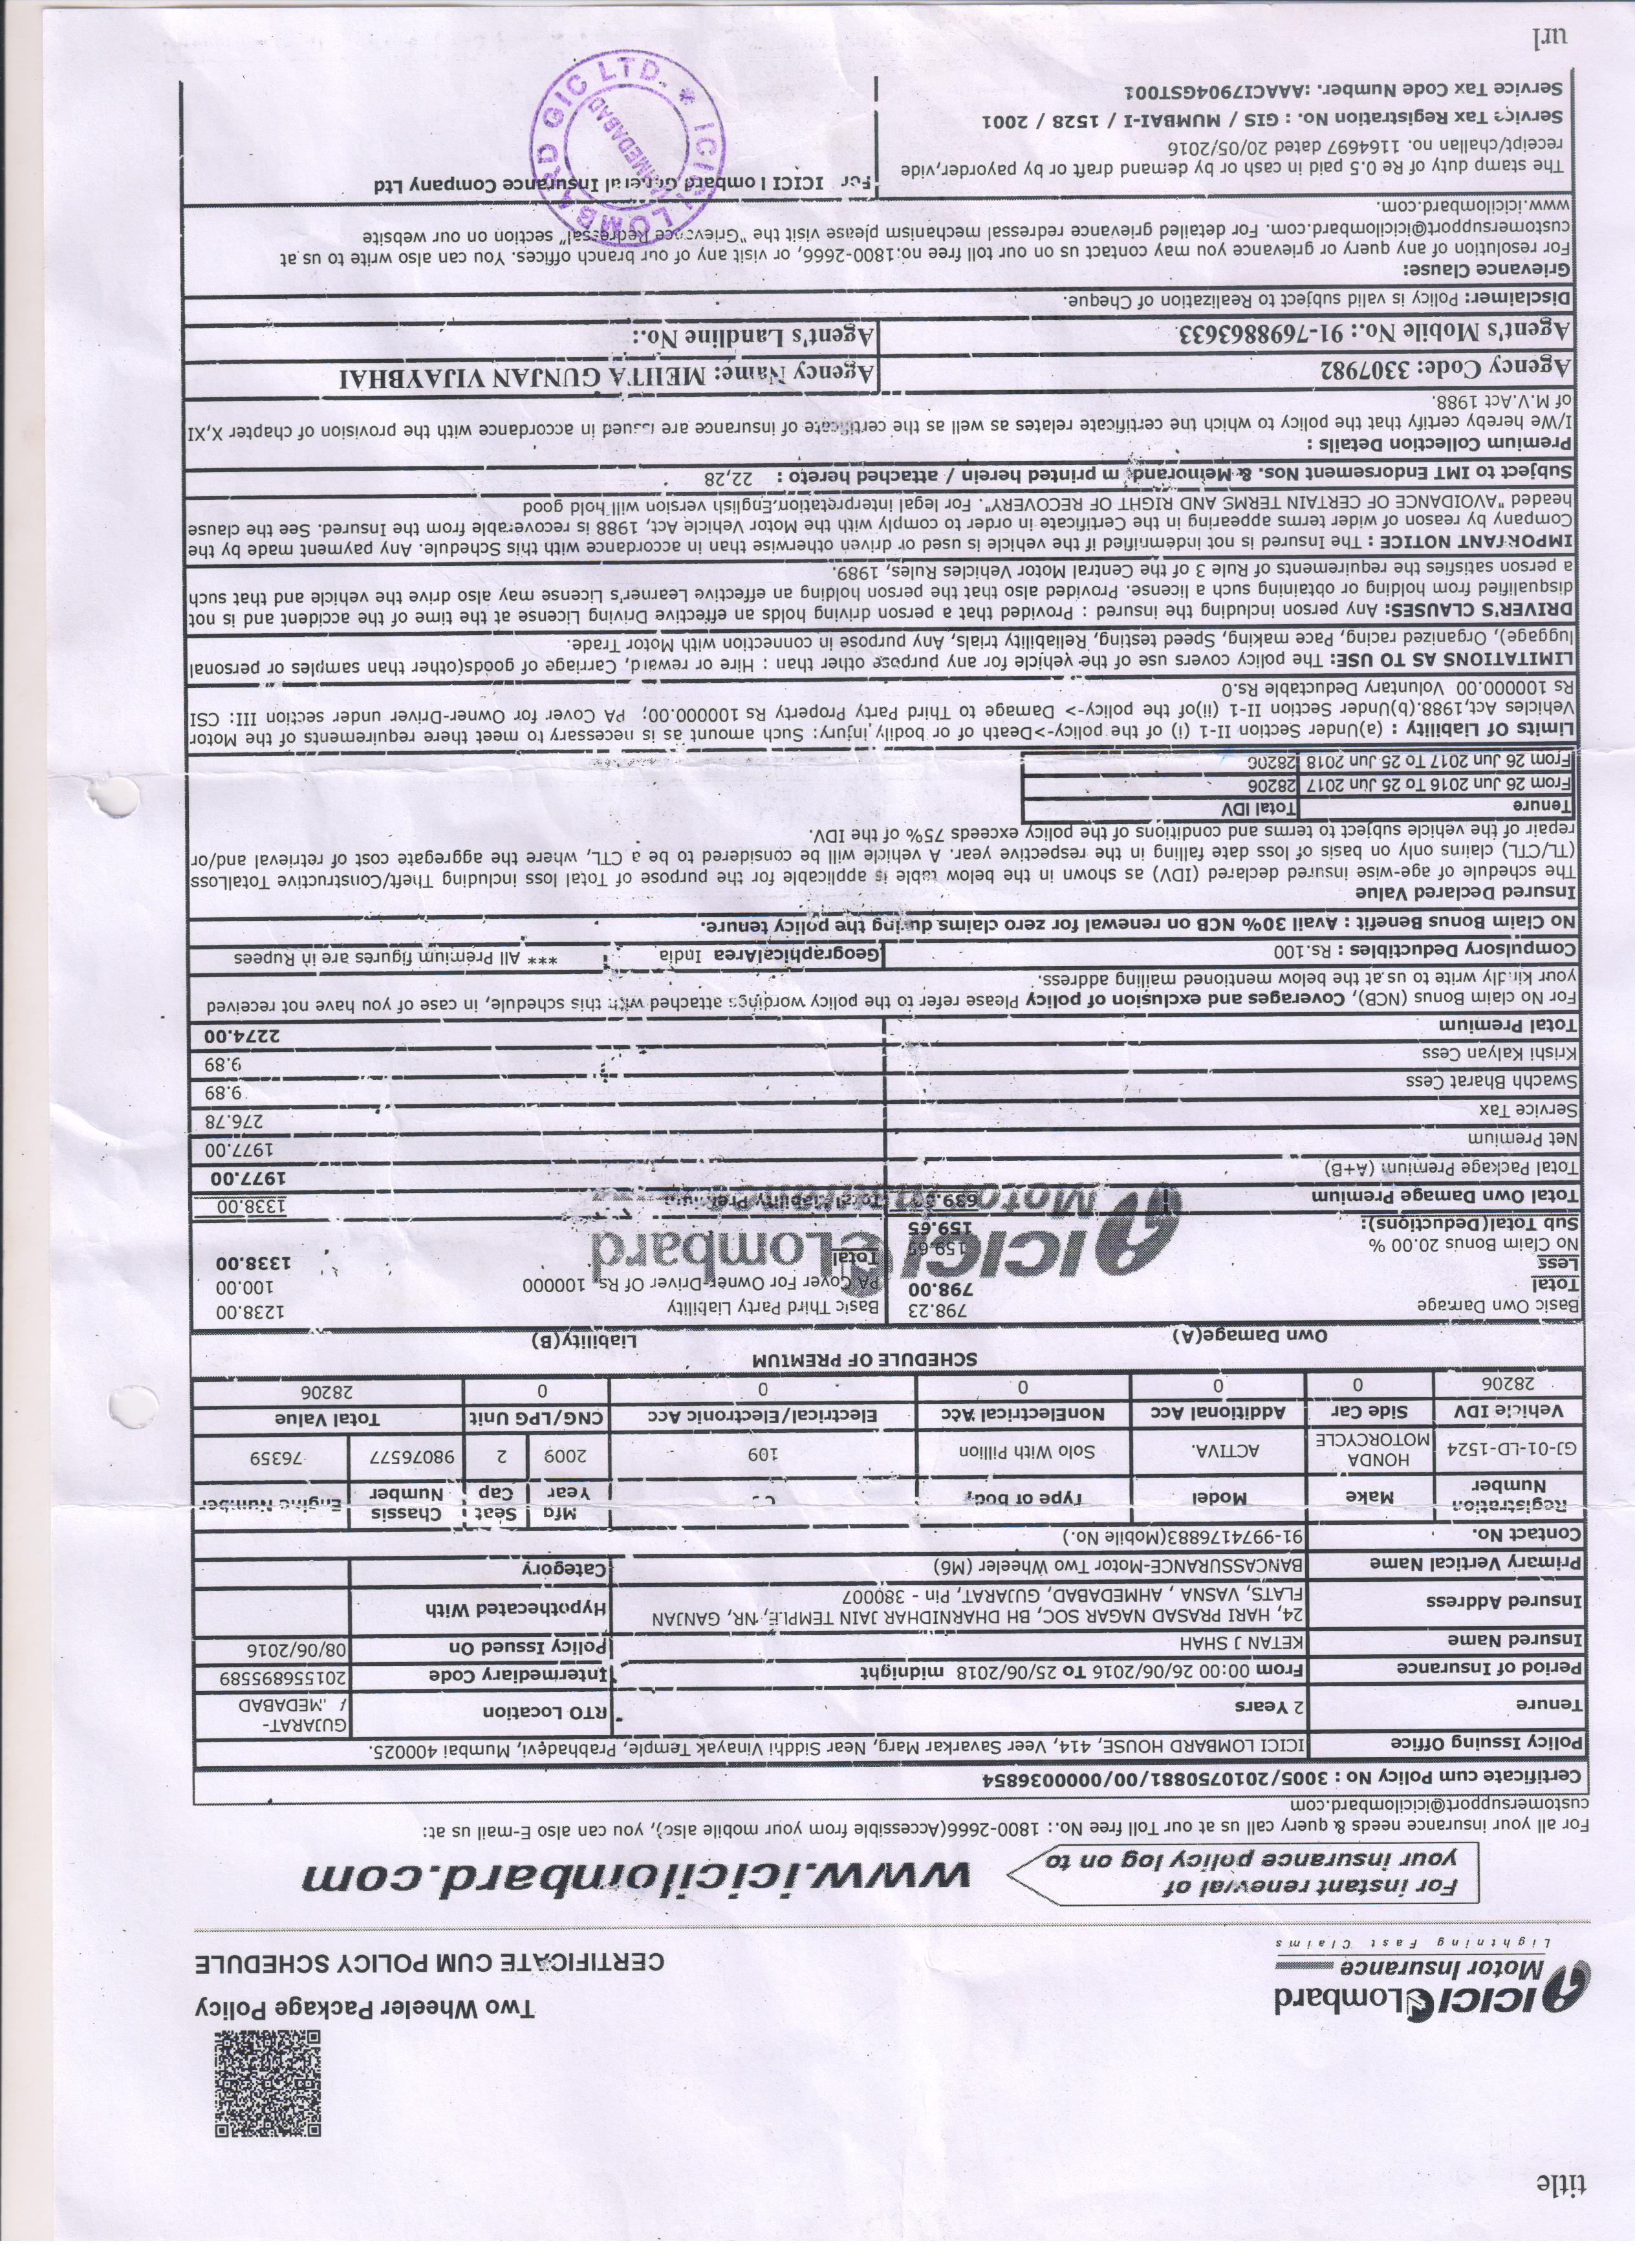 title
Two Wheeler Package Policy
CERTIFICATE CUM POLICY SCHEDULE
ICICI Lombard
Motor Insurance
Lightning Fast Claims
For instant renewal of
your insurance policy log on to
www.icicilombard.com
For all your insurance needs & query call us at our Toll free No.: 1800-2666(Accessible from your mobile also), you can also E-mail us at:
customersupport@icicilombard.com
Certificate cum Policy No : 3005/2010750881/00/0000036854
Policy Issuing Office ICICI LOMBARD HOUSE, 414, Veer Savarkar Marg, Near Siddhi Vinayak Temple, Prabhadevi, Mumbai 400025.
Tenure 2 Years RTO Location GUJARAT-
MEDABAD
Period of Insurance From 00:00 26/06/2016 To 25/06/2018 midnight Intermediary Code 201556895589
Insured Name KETAN J SHAH Policy Issued On 08/06/2016
Insured Address 24, HARI PRASAD NAGAR SOC, BH DHARNIDHAR JAIN TEMPLE, NR, GANJAN
FLATS, VASNA , AHMEDABAD, GUJARAT, Pin - 380007 Hypothecated With
Primary Vertical Name BANCASSURANCE-Motor Two Wheeler (M6) Category
Contact No. 91-9974176883(Mobile No.)
Registration Number Make Model Type of body Mfg Year Seat Cap Chassis Number Engine Number
GJ-01-LD-1524 HONDA MOTORCYCLE ACTIVA. Solo With Pillion 109 2009 2 98076577 76359
Vehicle IDV Side Car Additional Acc NonElectrical Acc Electrical/Electronic Acc CNG/LPG Unit Total Value
28206 0 0 0 0 0 28206
SCHEDULE OF PREMIUM
Own Damage(A) Liability(B)
Basic Own Damage 798.23 Basic Third Party Liability 1238.00
Total 798.00 PA Cover For Owner-Driver Of Rs. 100000 100.00
Less Total 1338.00
No Claim Bonus 20.00 % 159.65
Sub Total(Deductions): 159.65
ICICI Lombard
Motor Insurance
Total Own Damage Premium Total Liability Premium 1338.00
Total Package Premium (A+B) 1977.00
Net Premium 1977.00
Service Tax 276.78
Swachh Bharat Cess 9.89
Krishi Kalyan Cess 9.89
Total Premium 2274.00
For No claim Bonus (NCB), Coverages and exclusion of policy Please refer to the policy wordings attached with this schedule, in case of you have not received
your kindly write to us at the below mentioned mailing address.
Compulsory Deductibles : Rs.100 GeographicalArea India *** All Premium figures are in Rupees
No Claim Bonus Benefit : Avail 30% NCB on renewal for zero claims during the policy tenure.
Insured Declared Value
The schedule of age-wise insured declared (IDV) as shown in the below table is applicable for the purpose of Total loss including Theft/Constructive TotalLoss
(TL/CTL) claims only on basis of loss date falling in the respective year. A vehicle will be considered to be a CTL, where the aggregate cost of retrieval and/or
repair of the vehicle subject to terms and conditions of the policy exceeds 75% of the IDV.
Tenure Total IDV
From 26 Jun 2016 To 25 Jun 2017 28206
From 26 Jun 2017 To 25 Jun 2018 28206
Limits Of Liability : (a)Under Section II-1 (i) of the policy->Death of or bodily injury: Such amount as is necessary to meet there requirements of the Motor
Vehicles Act,1988.(b)Under Section II-1 (ii)of the policy-> Damage to Third Party Property Rs 100000.00; PA Cover for Owner-Driver under section III: CSI
Rs 100000.00 Voluntary Deductable Rs.0
LIMITATIONS AS TO USE: The policy covers use of the vehicle for any purpose other than : Hire or reward, Carriage of goods(other than samples or personal
luggage), Organized racing, Pace making, Speed testing, Reliability trials, Any purpose in connection with Motor Trade.
DRIVER'S CLAUSES: Any person including the insured : Provided that a person driving holds an effective Driving License at the time of the accident and is not
disqualified from holding or obtaining such a license. Provided also that the person holding an effective Learner's License may also drive the vehicle and that such
a person satisfies the requirements of Rule 3 of the Central Motor Vehicles Rules, 1989.
IMPORTANT NOTICE : The Insured is not indemnified if the vehicle is used or driven otherwise than in accordance with this Schedule. Any payment made by the
Company by reason of wider terms appearing in the Certificate in order to comply with the Motor Vehicle Act, 1988 is recoverable from the Insured. See the clause
headed "AVOIDANCE OF CERTAIN TERMS AND RIGHT OF RECOVERY". For legal interpretation,English version will hold good
Subject to IMT Endorsement Nos. & Memorandum printed herein / attached hereto : 22,28
Premium Collection Details :
I/We hereby certify that the policy to which the certificate relates as well as the certificate of insurance are issued in accordance with the provision of chapter X,XI
of M.V.Act 1988.
Agency Code: 3307982 Agency Name: MEHTA GUNJAN VIJAYBHAI
Agent's Mobile No.: 91-7698863633 Agent's Landline No.:
Disclaimer: Policy is valid subject to Realization of Cheque.
Grievance Clause:
For resolution of any query or grievance you may contact us on our toll free no:1800-2666, or visit any of our branch offices. You can also write to us at
customersupport@icicilombard.com. For detailed grievance redressal mechanism please visit the "Grievance Redressal" section on our website
www.icicilombard.com.
The stamp duty of Re 0.5 paid in cash or by demand draft or by payorder,vide
receipt/challan no. 1164697 dated 20/05/2016
Service Tax Registration No. : GIS / MUMBAI-I / 1528 / 2001
Service Tax Code Number. :AAACI7904GST001
For ICICI Lombard General Insurance Company Ltd
ICICI LOMBARD GIC LTD. *
AHMEDABAD
url